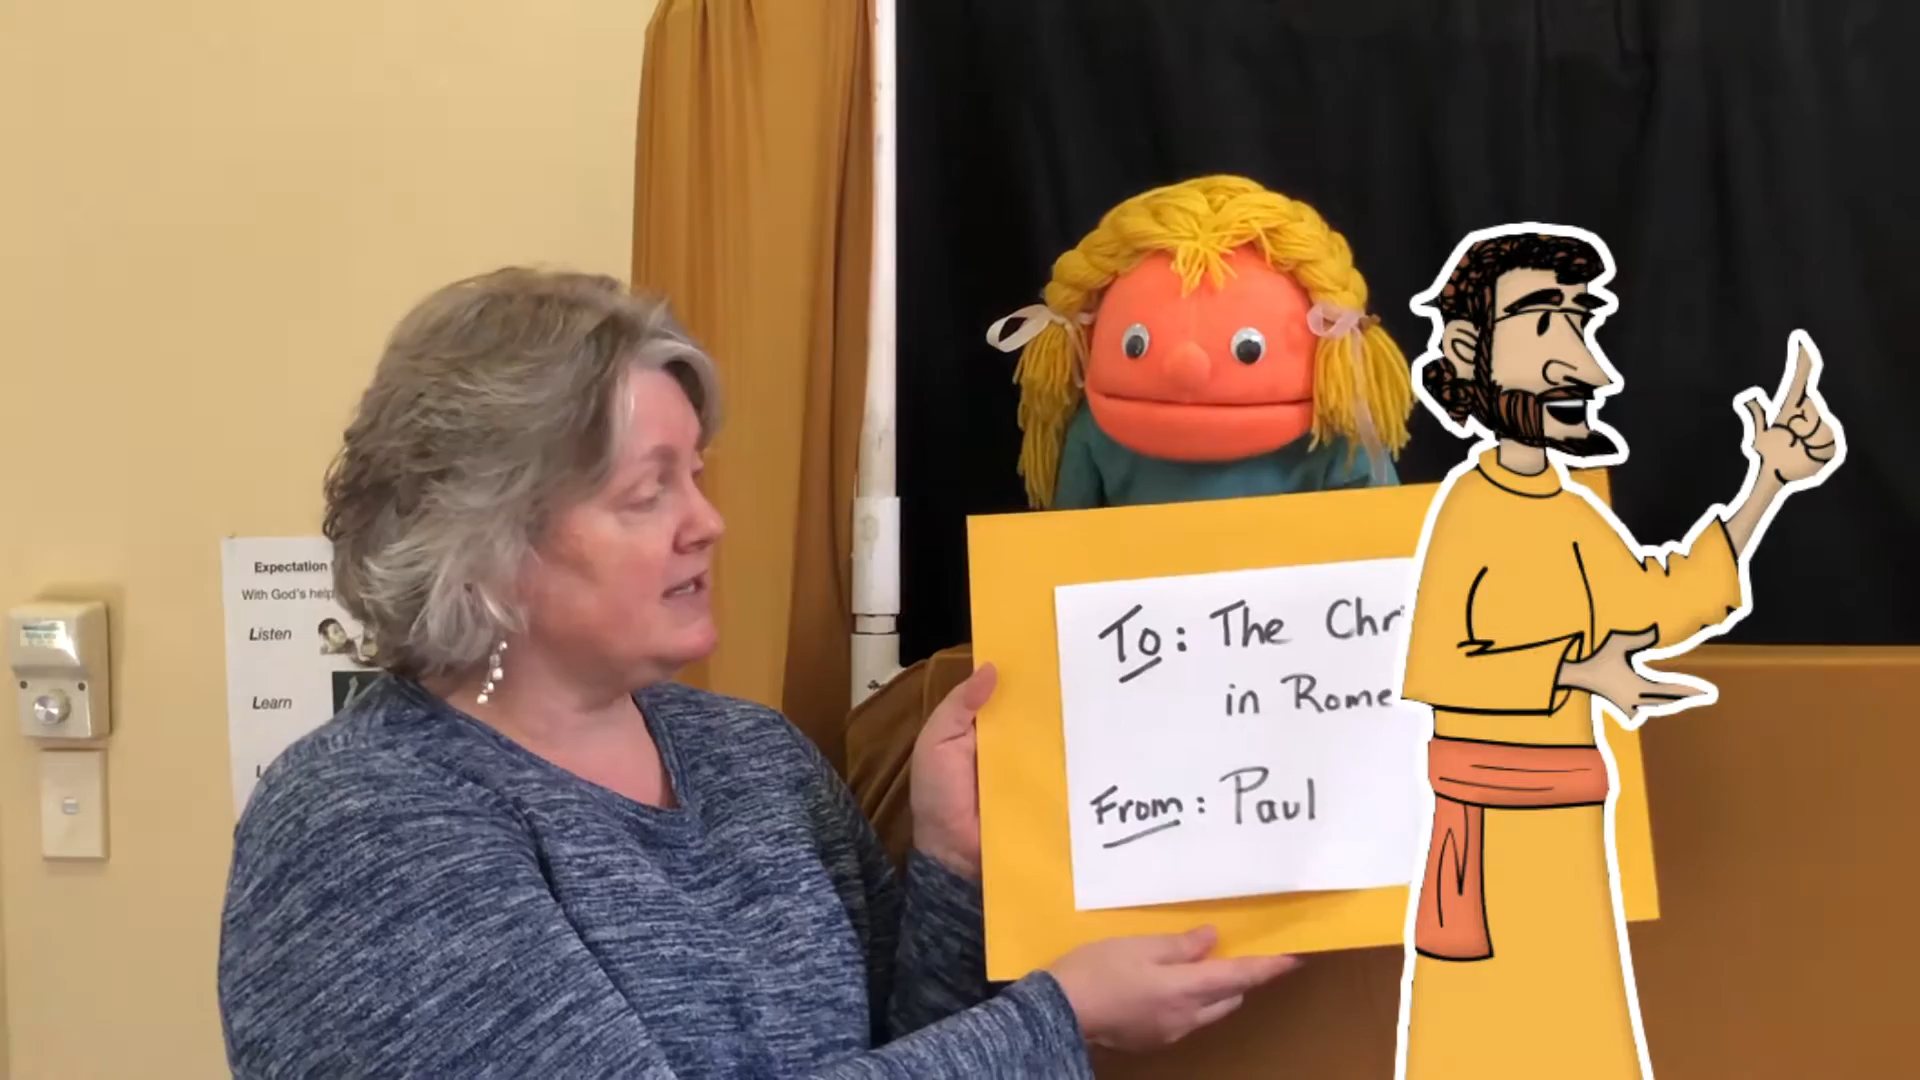 Expectation
With God's help
Listen
Learn
To: The Chr
in Rome
From: Paul